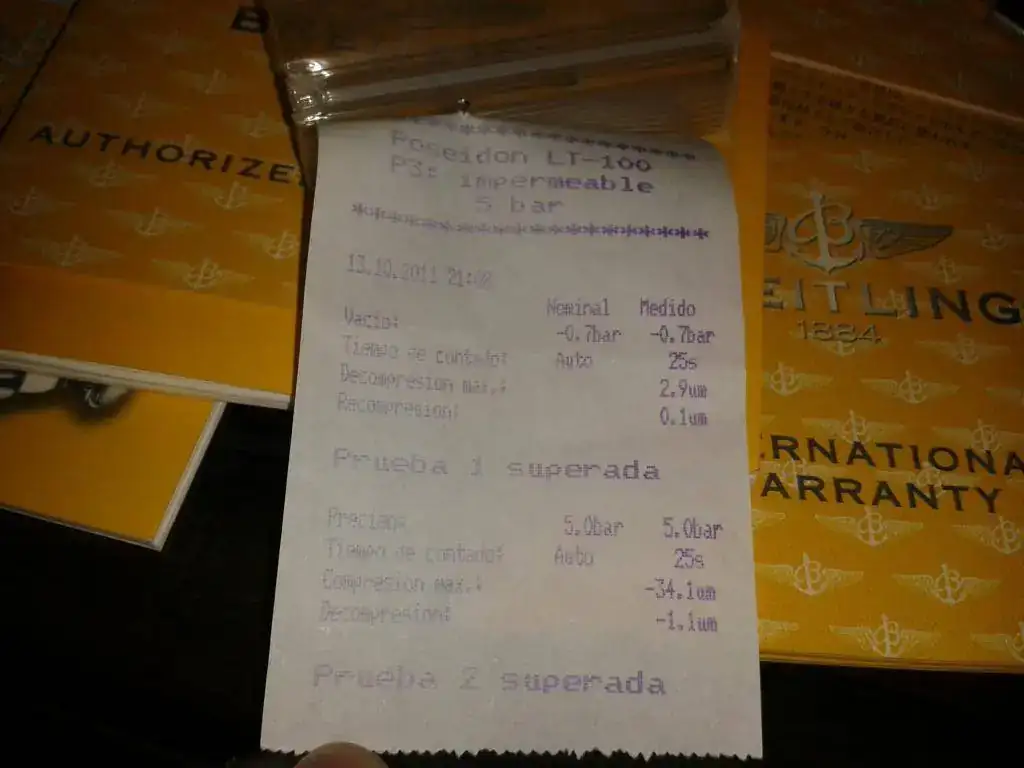 AUTHORIZE
Poseidon LT-100
P3: impermeable
5 bar
*****************************
13.10.2011 21:02
Nominal Medido
Vacio: -0.7bar -0.7bar
Tiempo de contado: Auto 25s
Decompresion max.: 2.9um
Recompresion: 0.1um
Prueba 1 superada
Presion: 5.0bar 5.0bar
Tiempo de contado: Auto 25s
Compresion max.: -34.1um
Decompresion: -1.1um
Prueba 2 superada
EITLING
1884
ERNATIONA
ARRANTY